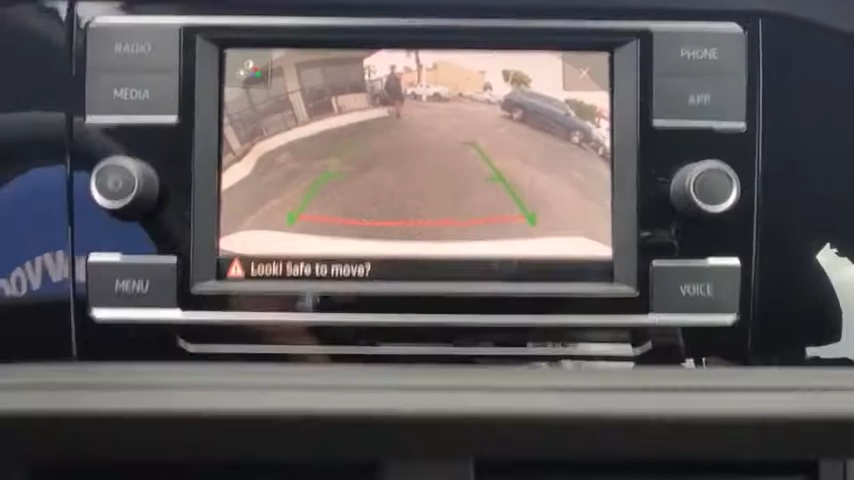 RADIO
PHONE
MEDIA
APP
Look! Safe to move?
MENU
VOICE